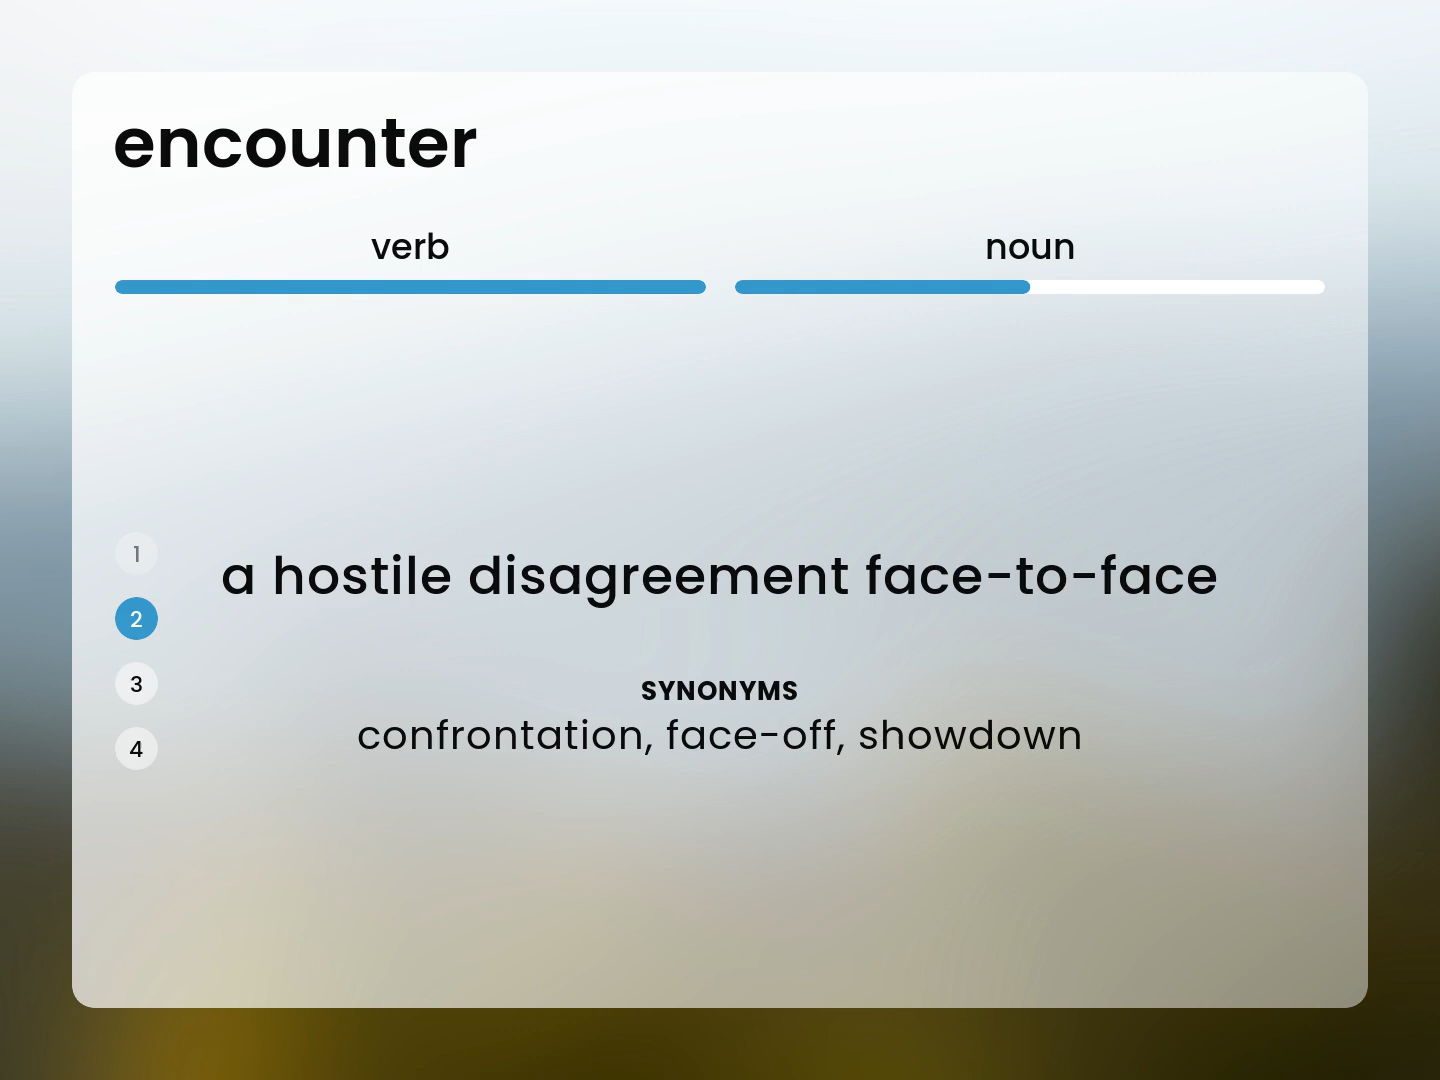 encounter
verb
noun
1
2
3
4
a hostile disagreement face-to-face
SYNONYMS
confrontation, face-off, showdown